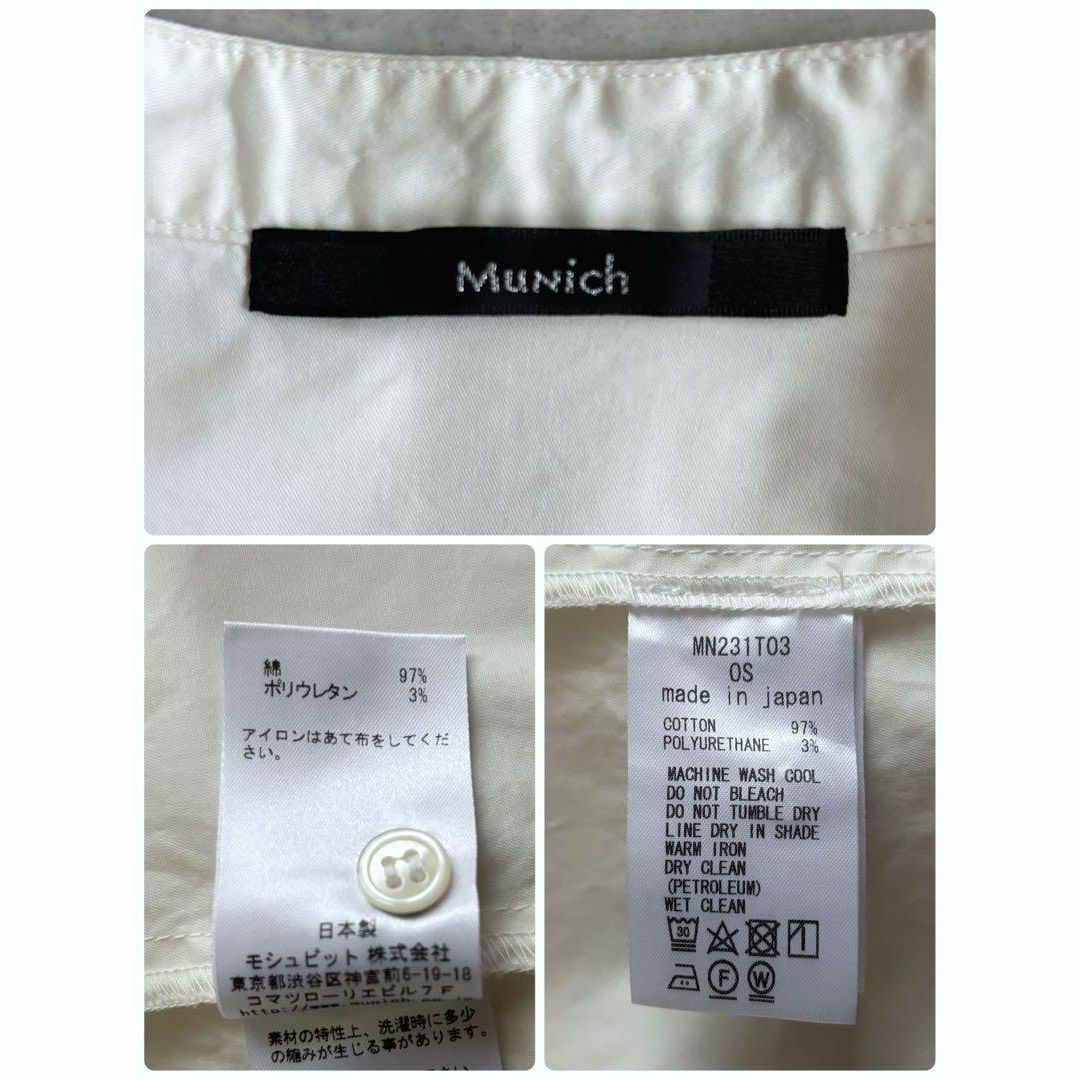 Munich
綿 97%
ポリウレタン 3%
アイロンはあて布をしてくだ
さい。
日本製
モシュピット 株式会社
東京都渋谷区神宮前6-19-18
コマツローリエビル7F
素材の特性上、洗濯時に多少
の縮みが生じる事があります。
MN231T03
OS
made in japan
COTTON 97%
POLYURETHANE 3%
MACHINE WASH COOL
DO NOT BLEACH
DO NOT TUMBLE DRY
LINE DRY IN SHADE
WARM IRON
DRY CLEAN
(PETROLEUM)
WET CLEAN
30
F W